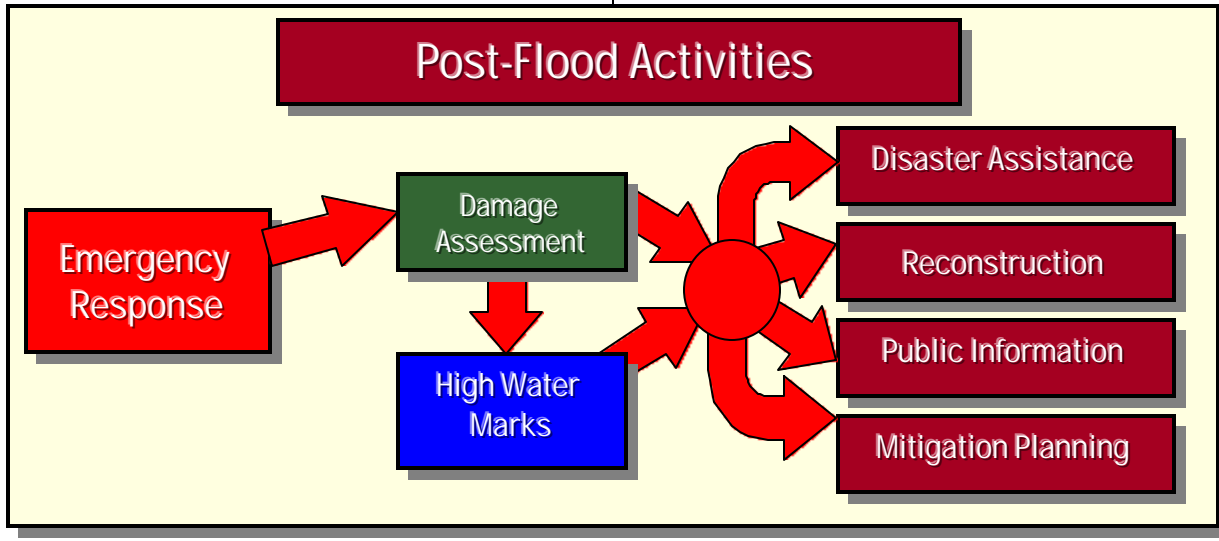 Post-Flood Activities
Emergency
Response
Damage
Assessment
High Water
Marks
Disaster Assistance
Reconstruction
Public Information
Mitigation Planning